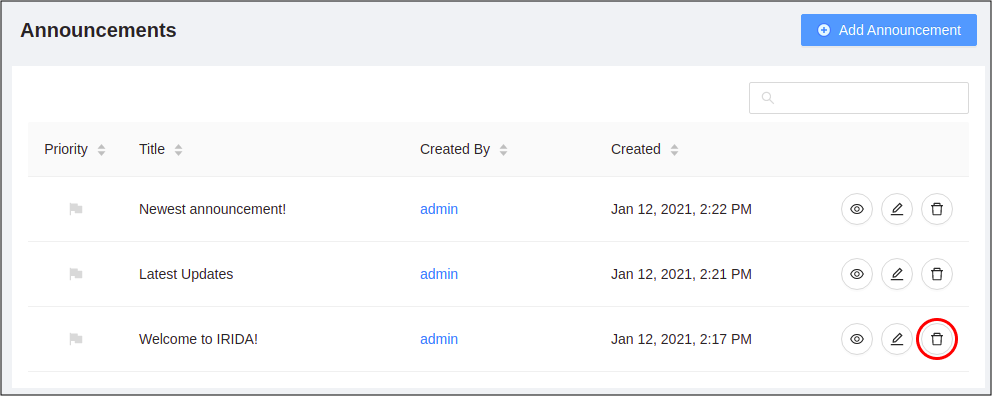 Announcements
Add Announcement
Priority Title Created By Created
Newest announcement! admin Jan 12, 2021, 2:22 PM
Latest Updates admin Jan 12, 2021, 2:21 PM
Welcome to IRIDA! admin Jan 12, 2021, 2:17 PM